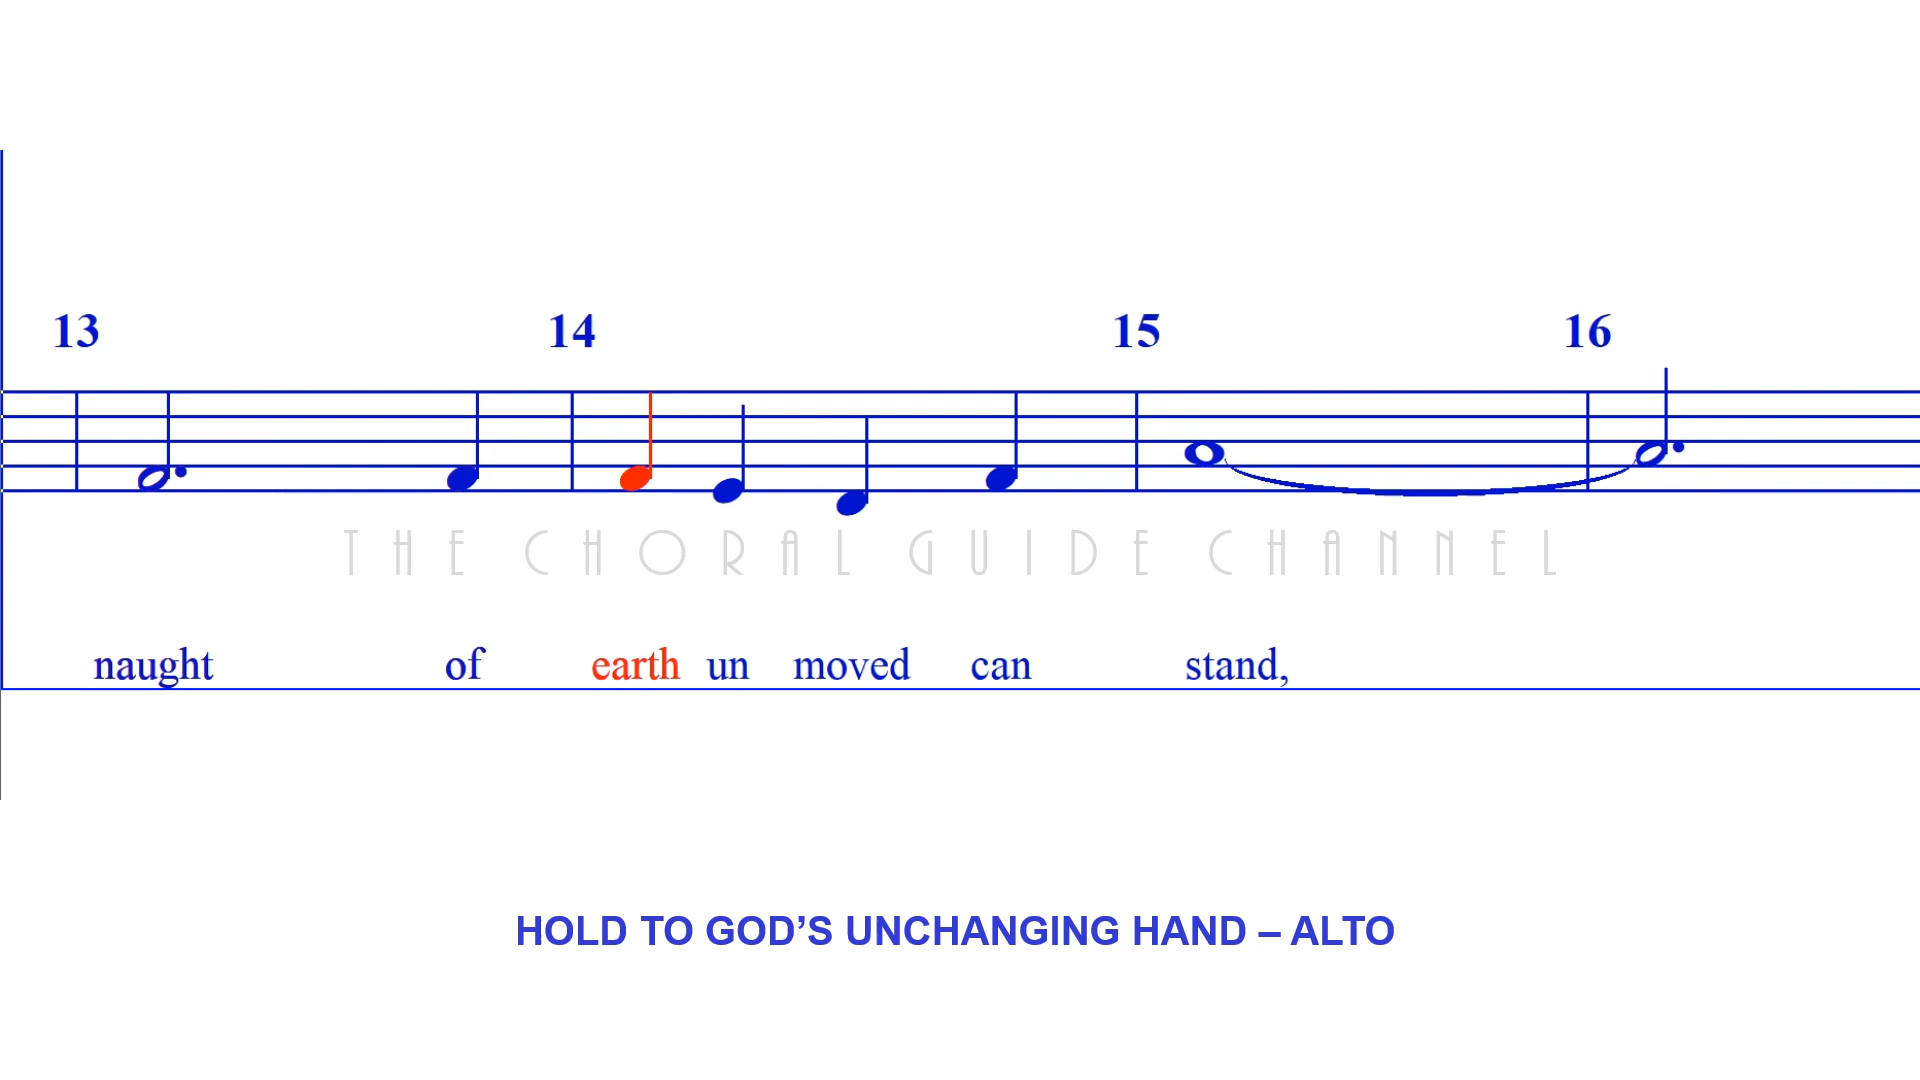 13 14 15 16
THE CHORAL GUIDE CHANNEL
naught of earth un moved can stand,
HOLD TO GOD’S UNCHANGING HAND – ALTO